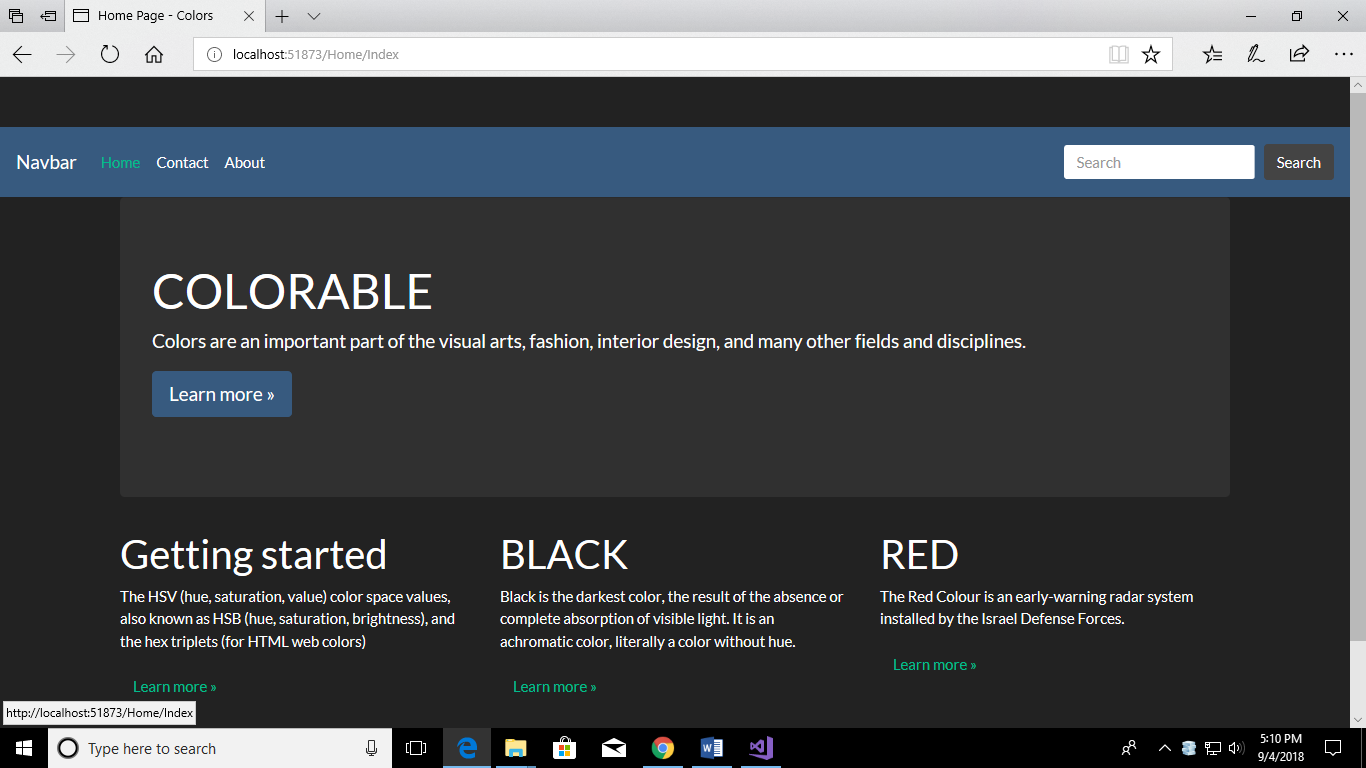 Home Page - Colors
localhost:51873/Home/Index
Navbar Home Contact About Search Search
COLORABLE
Colors are an important part of the visual arts, fashion, interior design, and many other fields and disciplines.
Learn more »
Getting started
The HSV (hue, saturation, value) color space values,
also known as HSB (hue, saturation, brightness), and
the hex triplets (for HTML web colors)
Learn more »
BLACK
Black is the darkest color, the result of the absence or
complete absorption of visible light. It is an
achromatic color, literally a color without hue.
Learn more »
RED
The Red Colour is an early-warning radar system
installed by the Israel Defense Forces.
Learn more »
http://localhost:51873/Home/Index
Type here to search
5:10 PM
9/4/2018